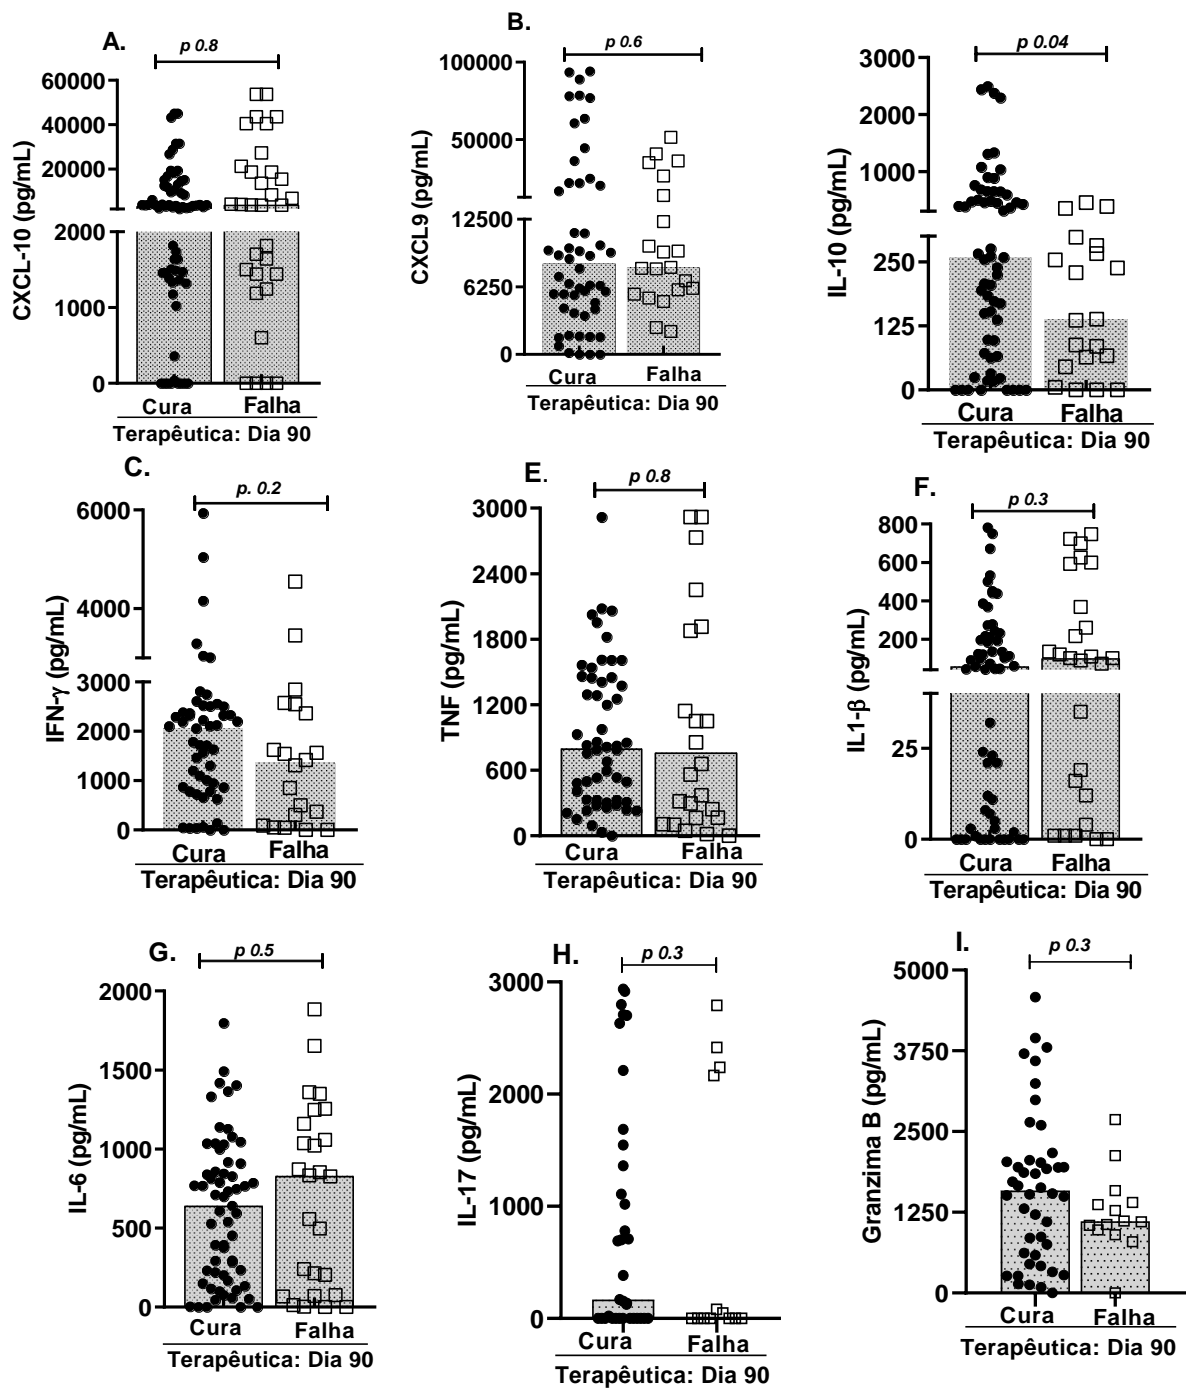 A.
p 0.8
CXCL-10 (pg/mL)
60000
40000
20000
2000
1000
0
Cura
Falha
Terapêutica: Dia 90
B.
p 0.6
CXCL9 (pg/mL)
100000
50000
12500
6250
0
Cura
Falha
Terapêutica: Dia 90
p 0.04
IL-10 (pg/mL)
3000
2000
1000
250
125
0
Cura
Falha
Terapêutica: Dia 90
C.
p. 0.2
IFN-γ (pg/mL)
6000
4000
3000
2000
1000
0
Cura
Falha
Terapêutica: Dia 90
E.
p 0.8
TNF (pg/mL)
3000
2400
1800
1200
600
0
Cura
Falha
Terapêutica: Dia 90
F.
p 0.3
IL1-β (pg/mL)
800
600
400
200
25
0
Cura
Falha
Terapêutica: Dia 90
G.
p 0.5
IL-6 (pg/mL)
2000
1500
1000
500
0
Cura
Falha
Terapêutica: Dia 90
H.
p 0.3
IL-17 (pg/mL)
3000
2000
1000
0
Cura
Falha
Terapêutica: Dia 90
I.
p 0.3
Granzima B (pg/mL)
5000
3750
2500
1250
0
Cura
Falha
Terapêutica: Dia 90